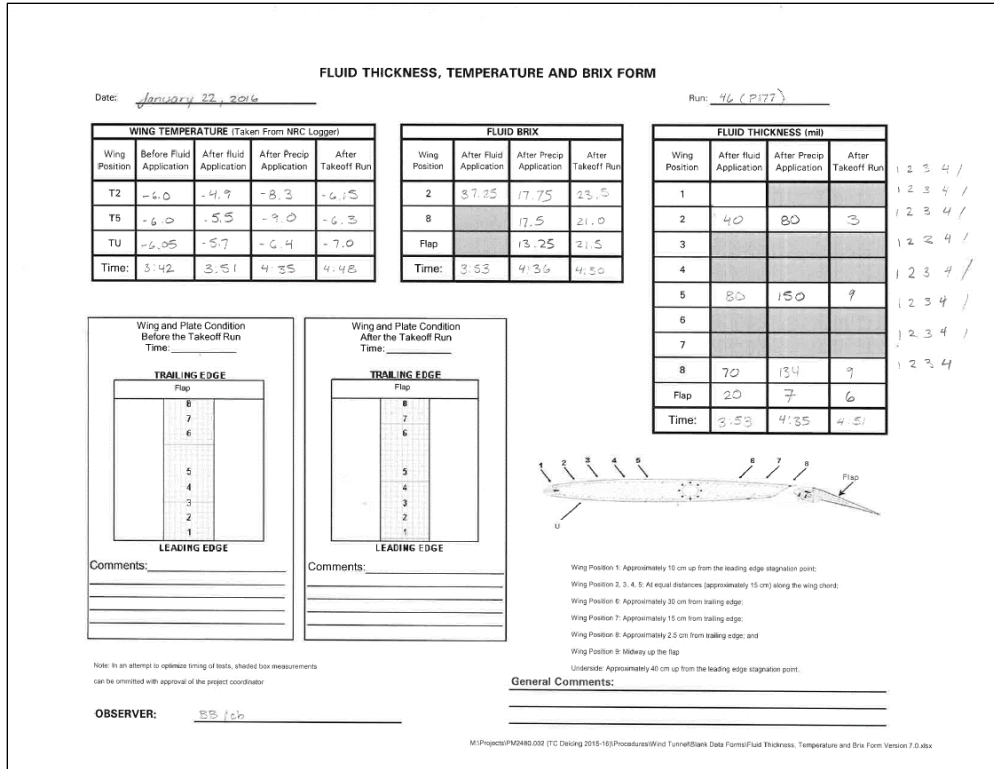 FLUID THICKNESS, TEMPERATURE AND BRIX FORM
Date: January 22, 2016 Run: 46 (P177)
WING TEMPERATURE (Taken From NRC Logger)
Wing Position Before Fluid Application After fluid Application After Precip Application After Takeoff Run
T2 -6.0 -4.9 -8.3 -6.15
T5 -6.0 -5.5 -9.0 -6.3
TU -6.05 -5.7 -6.4 -7.0
Time: 3:42 3:51 4:35 4:48
FLUID BRIX
Wing Position After Fluid Application After Precip Application After Takeoff Run
2 37.25 17.75 23.5
8 17.5 21.0
Flap 13.25 21.5
Time: 3:53 4:36 4:50
FLUID THICKNESS (mil)
Wing Position After fluid Application After Precip Application After Takeoff Run
1
2 40 80 3
3
4
5 80 150 9
6
7
8 70 134 9
Flap 20 7 6
Time: 3:53 4:35 4:51
1 2 3 4 /
1 2 3 4 /
1 2 3 4 /
1 2 3 4 /
1 2 3 4 /
1 2 3 4 /
1 2 3 4 /
1 2 3 4
Wing and Plate Condition
Before the Takeoff Run
Time:
TRAILING EDGE
Flap
8
7
6
5
4
3
2
1
LEADING EDGE
Comments:
Wing and Plate Condition
After the Takeoff Run
Time:
TRAILING EDGE
Flap
8
7
6
5
4
3
2
1
LEADING EDGE
Comments:
1 2 3 4 5 6 7 8 Flap
U
Wing Position 1: Approximately 10 cm up from the leading edge stagnation point;
Wing Position 2, 3, 4, 5: At equal distances (approximately 15 cm) along the wing chord;
Wing Position 6: Approximately 30 cm from trailing edge;
Wing Position 7: Approximately 15 cm from trailing edge;
Wing Position 8: Approximately 2.5 cm from trailing edge; and
Wing Position 9: Midway up the flap
Underside: Approximately 40 cm up from the leading edge stagnation point.
Note: In an attempt to optimize timing of tests, shaded box measurements
can be ommitted with approval of the project coordinator
General Comments:
OBSERVER: BB / cb
M:\Projects\PM2480.002 (TC Deicing 2015-16)\Procedures\Wind Tunnel\Blank Data Forms\Fluid Thickness, Temperature and Brix Form Version 7.0.xlsx